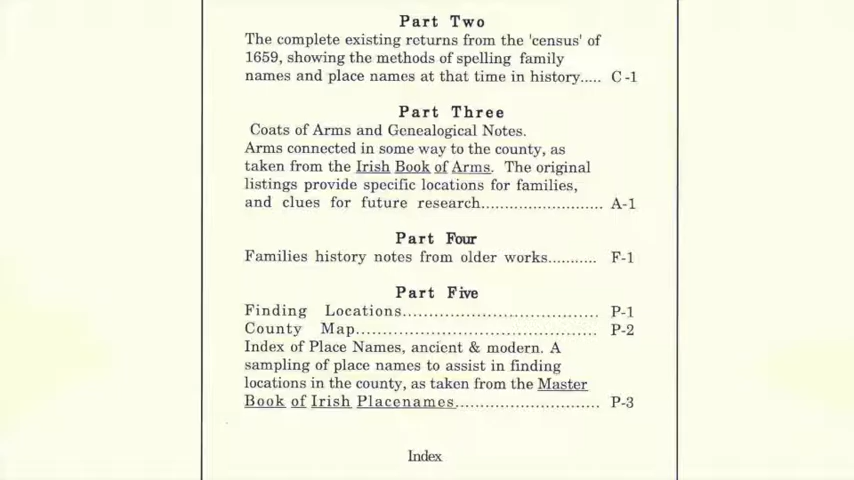 Part Two
The complete existing returns from the 'census' of
1659, showing the methods of spelling family
names and place names at that time in history..... C-1
Part Three
Coats of Arms and Genealogical Notes.
Arms connected in some way to the county, as
taken from the Irish Book of Arms. The original
listings provide specific locations for families,
and clues for future research......................... A-1
Part Four
Families history notes from older works........... F-1
Part Five
Finding Locations...................................... P-1
County Map............................................... P-2
Index of Place Names, ancient & modern. A
sampling of place names to assist in finding
locations in the county, as taken from the Master
Book of Irish Placenames............................. P-3
Index